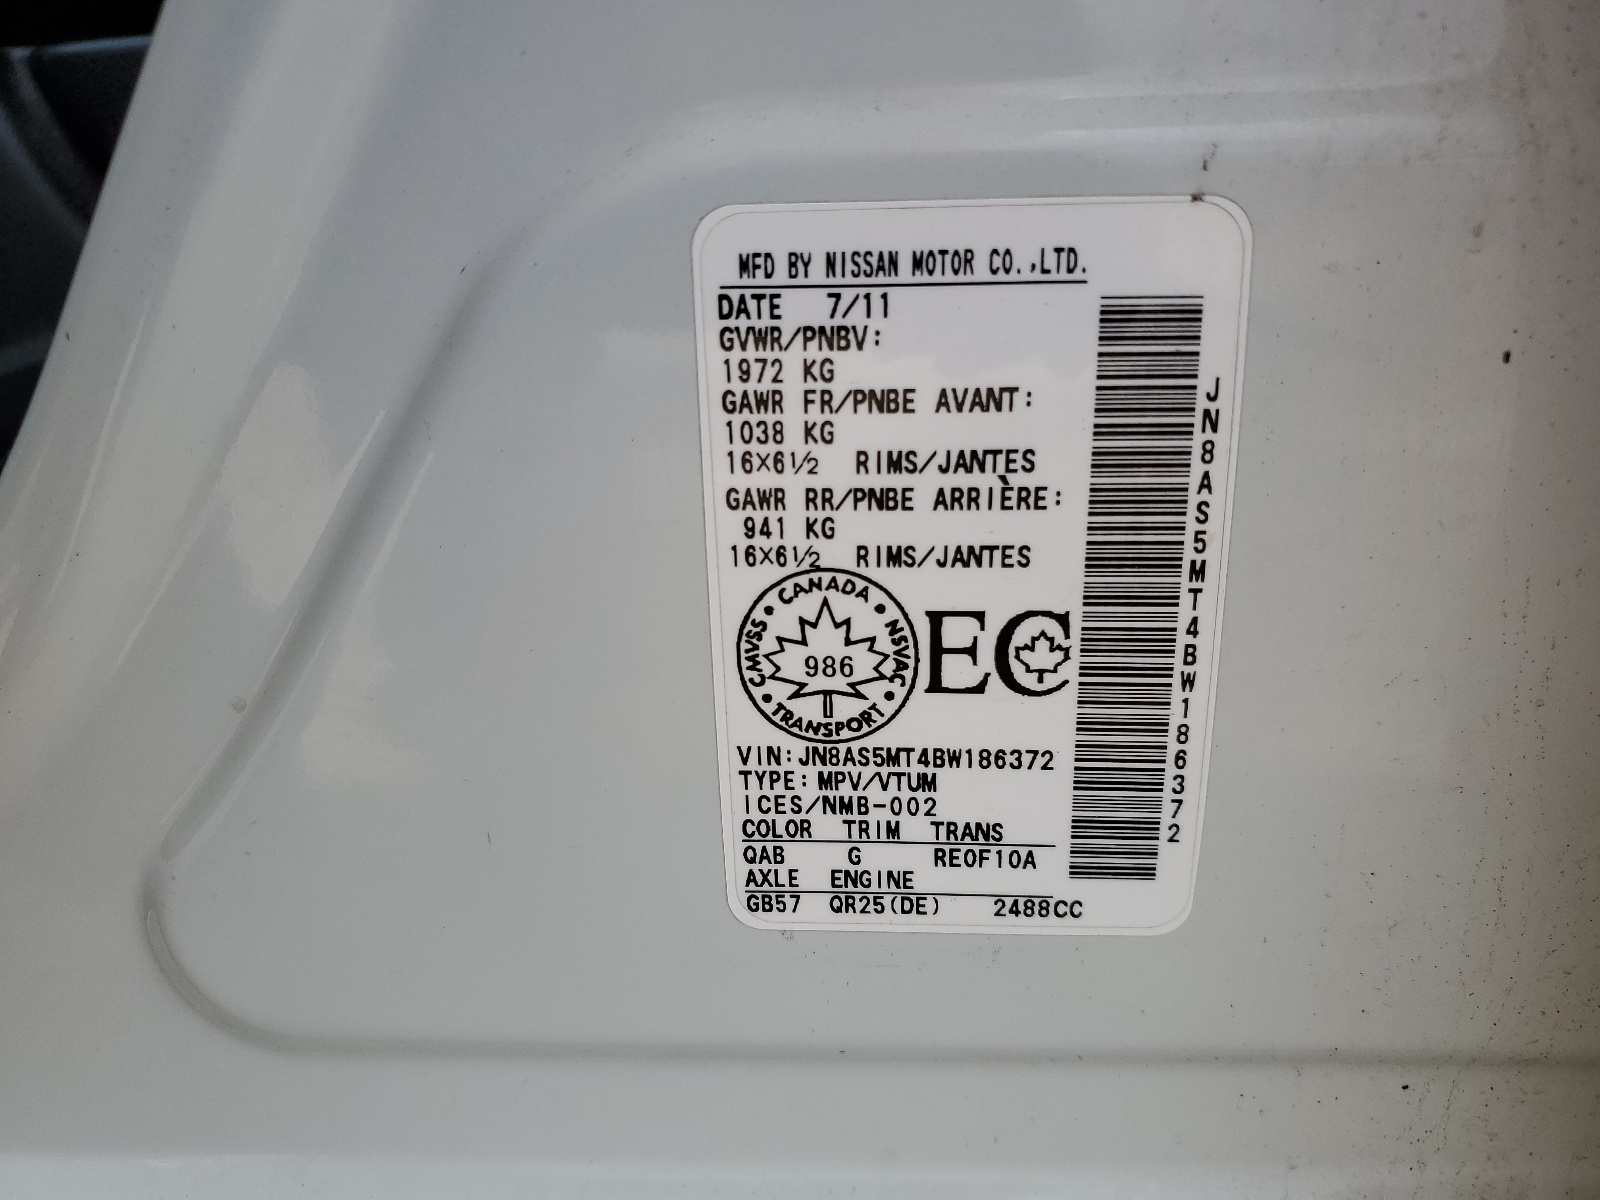 MFD BY NISSAN MOTOR CO.,LTD.
DATE 7/11
GVWR/PNBV:
1972 KG
GAWR FR/PNBE AVANT:
1038 KG
16×6½ RIMS/JANTES
GAWR RR/PNBE ARRIÈRE:
941 KG
16×6½ RIMS/JANTES
CANADA
CMVSS • NSVAC
986
TRANSPORT
EC
VIN:JN8AS5MT4BW186372
TYPE:MPV/VTUM
ICES/NMB-002
COLOR TRIM TRANS
QAB G RE0F10A
AXLE ENGINE
GB57 QR25(DE) 2488CC
JN8AS5MT4BW186372